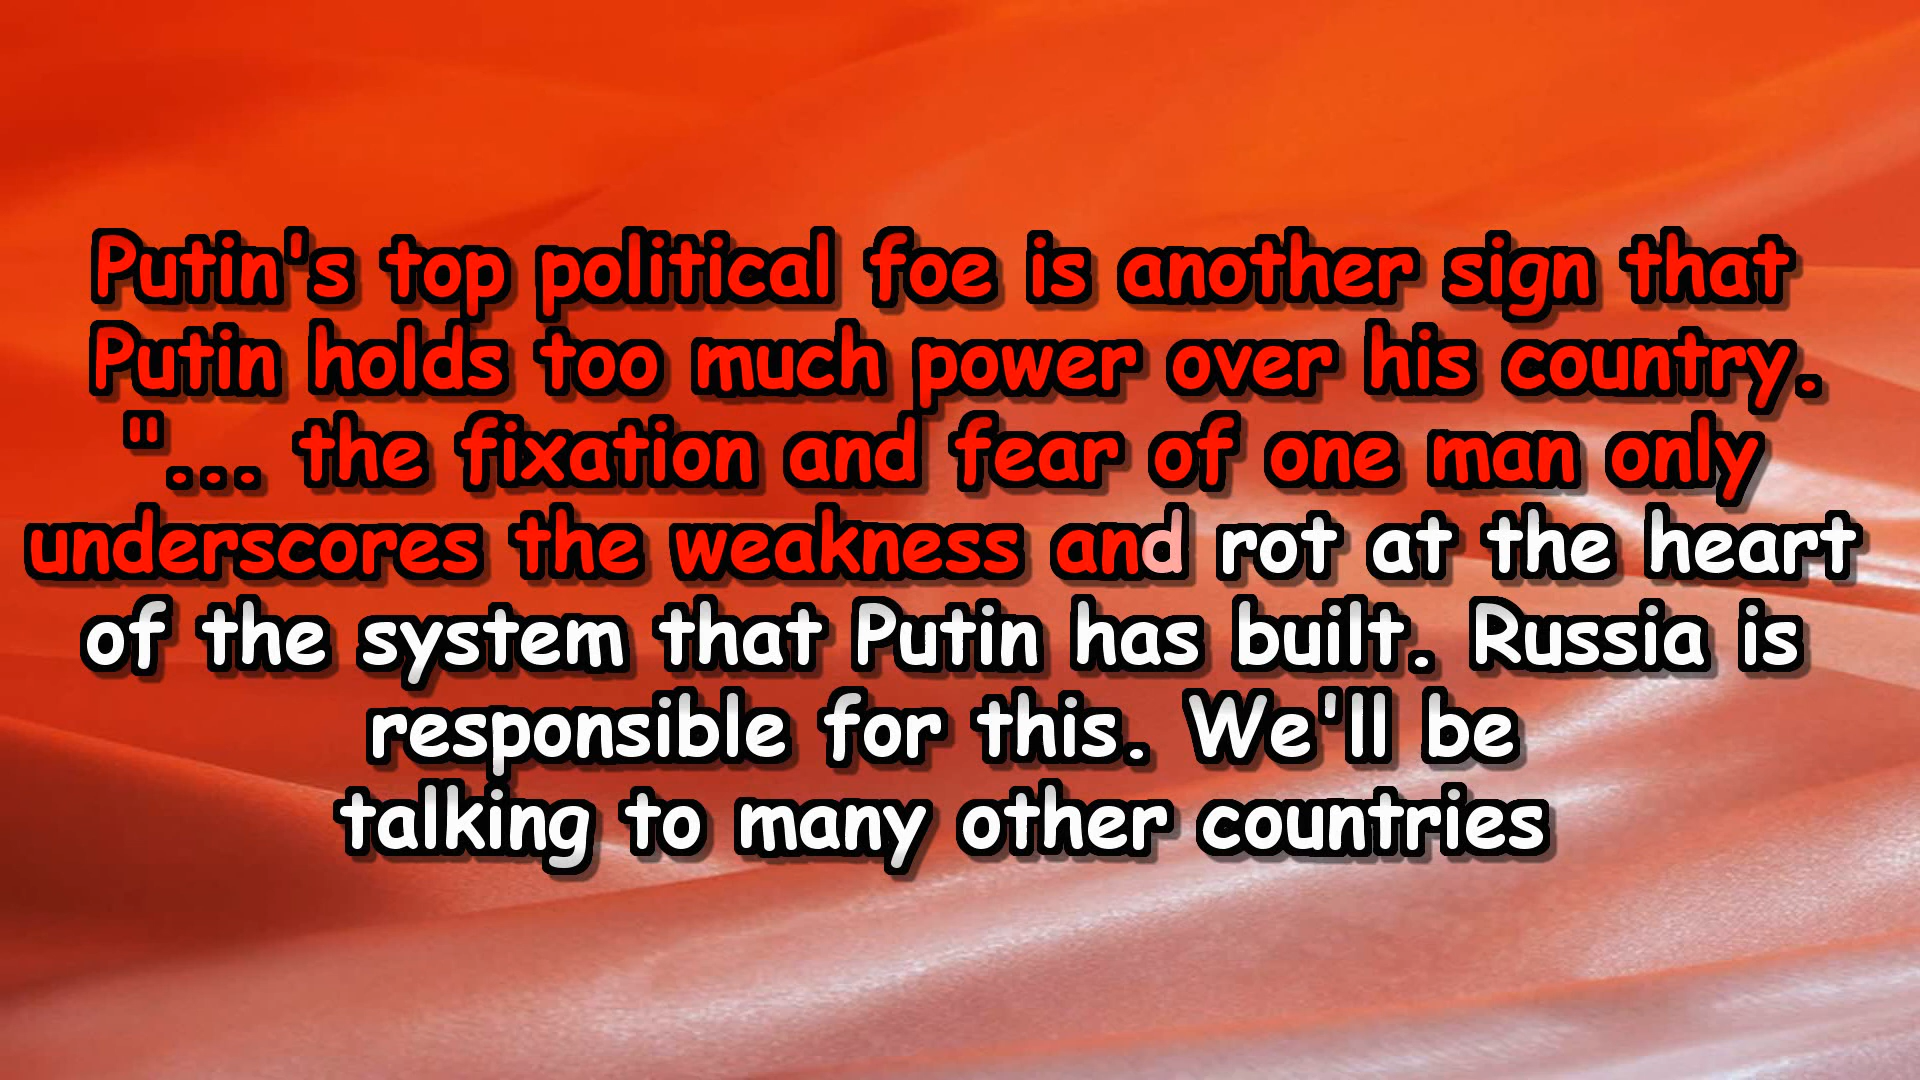 Putin's top political foe is another sign that
Putin holds too much power over his country.
"... the fixation and fear of one man only
underscores the weakness and rot at the heart
of the system that Putin has built. Russia is
responsible for this. We'll be
talking to many other countries